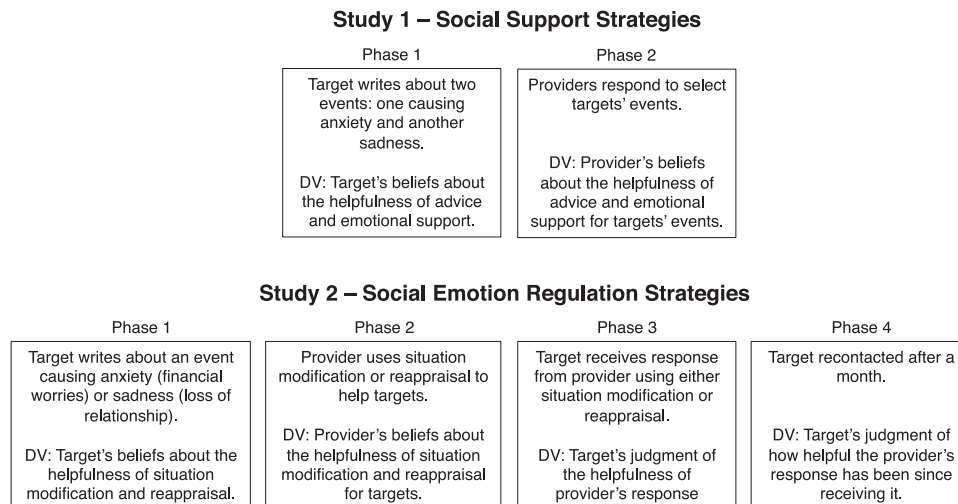 Study 1 – Social Support Strategies
Phase 1
Target writes about two
events: one causing
anxiety and another
sadness.
DV: Target's beliefs about
the helpfulness of advice
and emotional support.
Phase 2
Providers respond to select
targets' events.
DV: Provider's beliefs
about the helpfulness of
advice and emotional
support for targets' events.
Study 2 – Social Emotion Regulation Strategies
Phase 1
Target writes about an event
causing anxiety (financial
worries) or sadness (loss of
relationship).
DV: Target's beliefs about the
helpfulness of situation
modification and reappraisal.
Phase 2
Provider uses situation
modification or reappraisal to
help targets.
DV: Provider's beliefs about
the helpfulness of situation
modification and reappraisal
for targets.
Phase 3
Target receives response
from provider using either
situation modification or
reappraisal.
DV: Target's judgment of
the helpfulness of
provider's response
Phase 4
Target recontacted after a
month.
DV: Target's judgment of
how helpful the provider's
response has been since
receiving it.